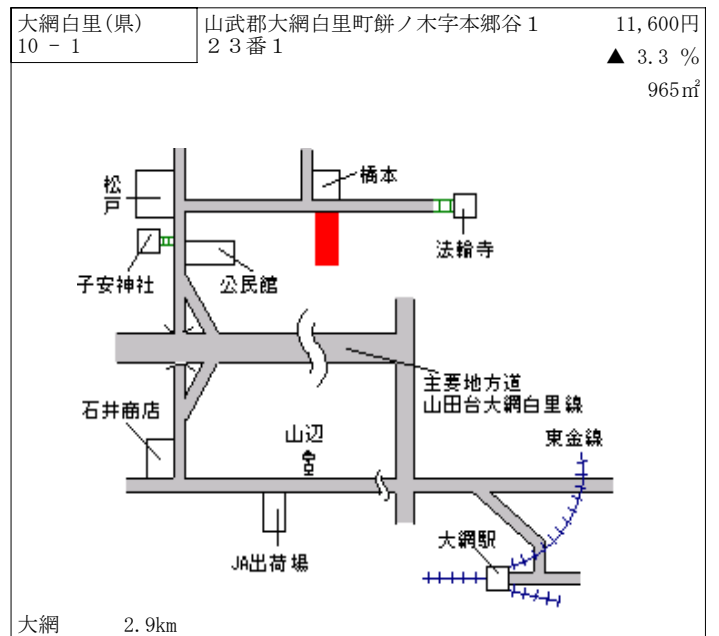 大網白里(県)
10 － 1
山武郡大網白里町餅ノ木字本郷谷１
２３番１
11,600円
▲ 3.3 %
965㎡
松戸
橋本
法輪寺
子安神社
公民館
主要地方道
山田台大網白里線
石井商店
山辺
東金線
JA出荷場
大網駅
大網 2.9km